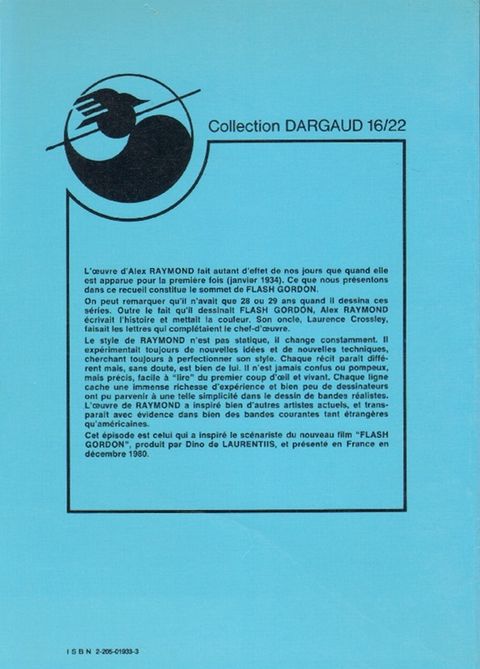 Collection DARGAUD 16/22
L'œuvre d'Alex RAYMOND fait autant d'effet de nos jours que quand elle
est apparue pour la première fois (janvier 1934). Ce que nous présentons
dans ce recueil constitue le sommet de FLASH GORDON.
On peut remarquer qu'il n'avait que 28 ou 29 ans quand il dessina ces
séries. Outre le fait qu'il dessinait FLASH GORDON, Alex RAYMOND
écrivait l'histoire et mettait la couleur. Son oncle, Laurence Crossley,
faisait les lettres qui complétaient le chef-d'œuvre.
Le style de RAYMOND n'est pas statique, il change constamment. Il
expérimentait toujours de nouvelles idées et de nouvelles techniques,
cherchant toujours à perfectionner son style. Chaque récit paraît diffé-
rent mais, sans doute, est bien de lui. Il n'est jamais confus ou pompeux,
mais précis, facile à "lire" du premier coup d'œil et vivant. Chaque ligne
cache une immense richesse d'expérience et bien peu de dessinateurs
ont pu parvenir à une telle simplicité dans le dessin de bandes réalistes.
L'œuvre de RAYMOND a inspiré bien d'autres artistes actuels, et trans-
paraît avec évidence dans bien des bandes courantes tant étrangères
qu'américaines.
Cet épisode est celui qui a inspiré le scénariste du nouveau film "FLASH
GORDON", produit par Dino de LAURENTIIS, et présenté en France en
décembre 1980.
ISBN 2-205-01933-3